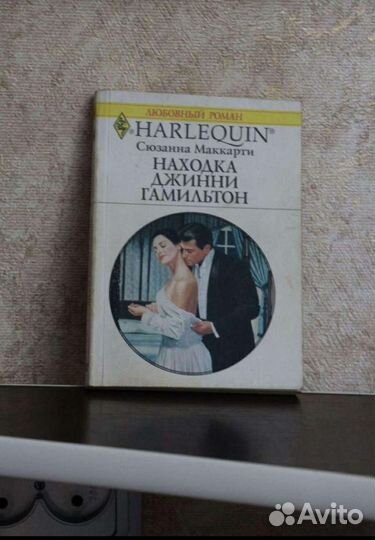 ЛЮБОВНЫЙ РОМАН
HARLEQUIN®
Сюзанна Маккарти
НАХОДКА
ДЖИННИ
ГАМИЛЬТОН
Avito